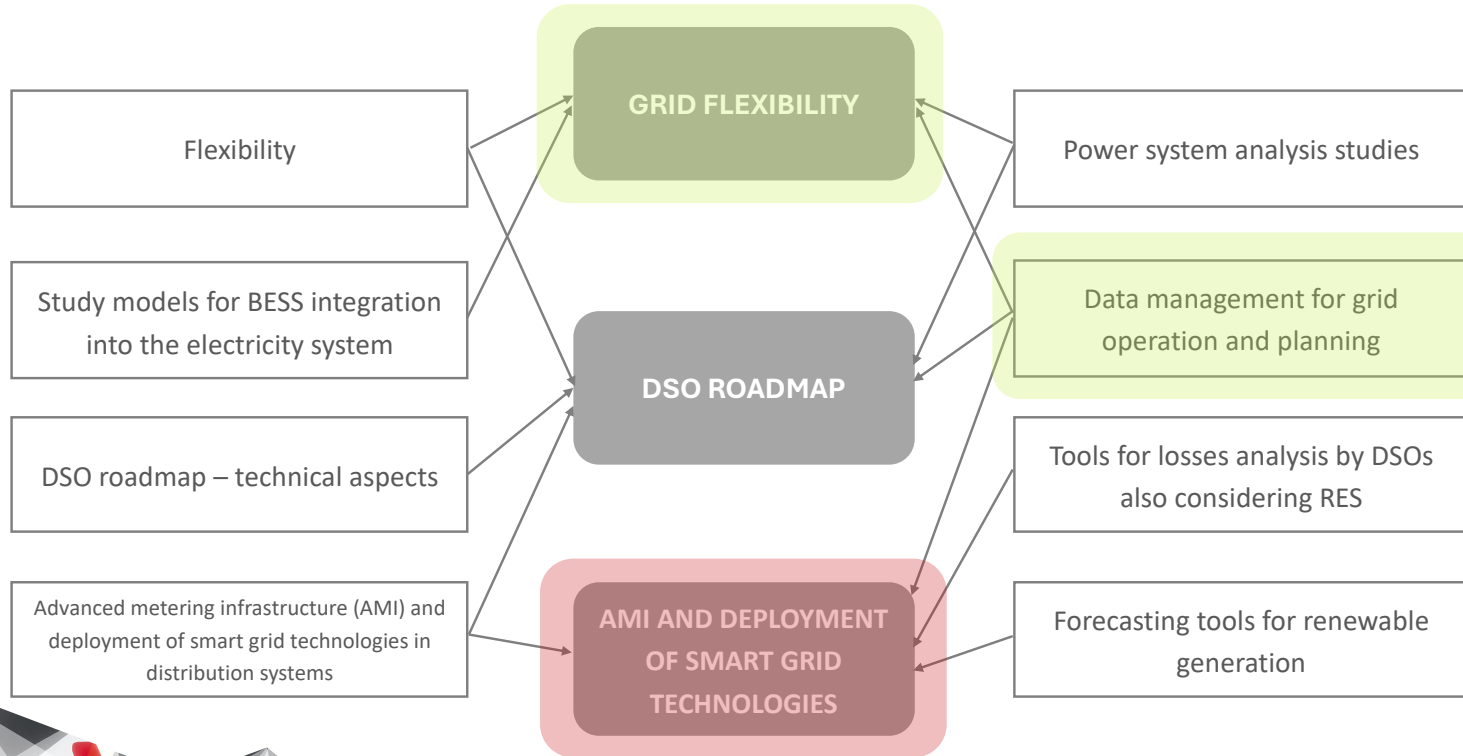 GRID FLEXIBILITY
Flexibility
Power system analysis studies
Study models for BESS integration
into the electricity system
Data management for grid
operation and planning
DSO ROADMAP
DSO roadmap – technical aspects
Tools for losses analysis by DSOs
also considering RES
Advanced metering infrastructure (AMI) and
deployment of smart grid technologies in
distribution systems
AMI AND DEPLOYMENT
OF SMART GRID
TECHNOLOGIES
Forecasting tools for renewable
generation